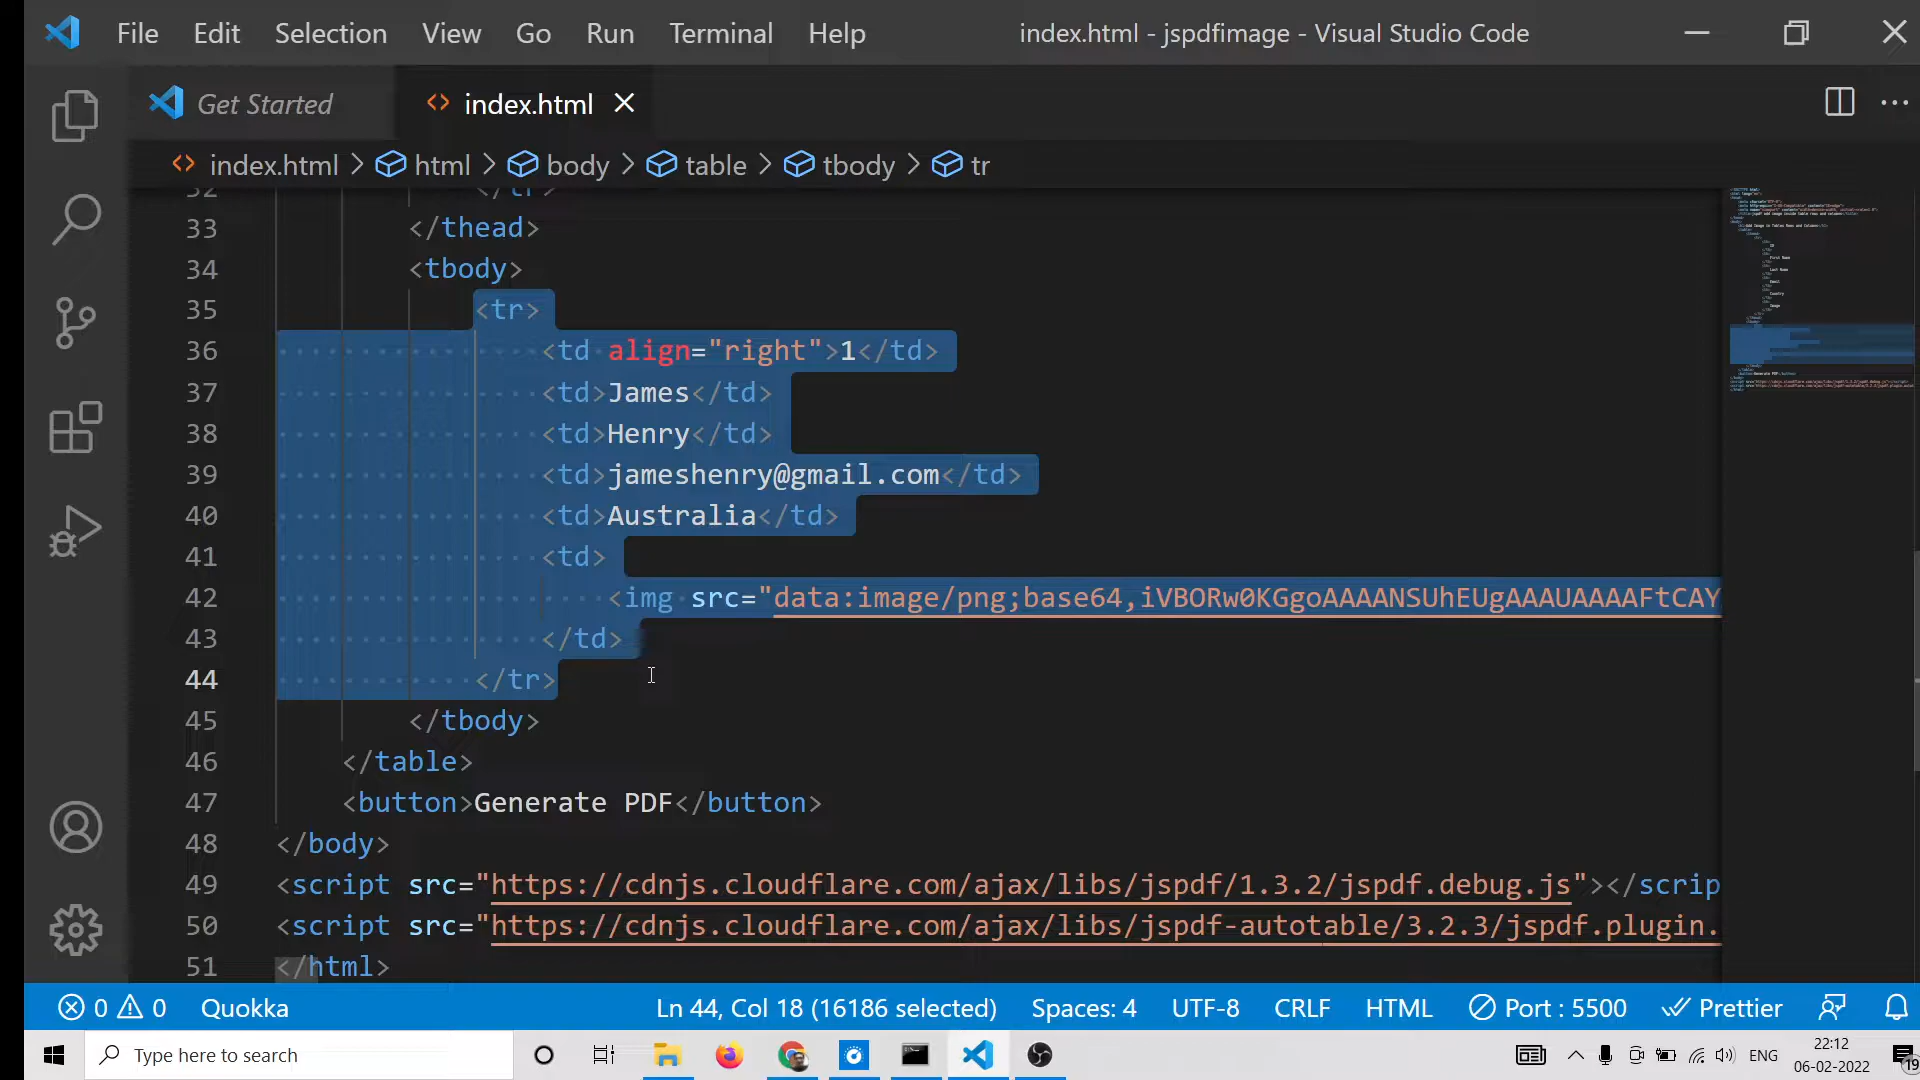 File Edit Selection View Go Run Terminal Help index.html - jspdfimage - Visual Studio Code
Get Started index.html
index.html > html > body > table > tbody > tr
32 </tr>
33 </thead>
34 <tbody>
35 <tr>
36 <td align="right">1</td>
37 <td>James</td>
38 <td>Henry</td>
39 <td>jameshenry@gmail.com</td>
40 <td>Australia</td>
41 <td>
42 <img src="data:image/png;base64,iVBORw0KGgoAAAANSUhEUgAAAUAAAAFtCAY
43 </td>
44 </tr>
45 </tbody>
46 </table>
47 <button>Generate PDF</button>
48 </body>
49 <script src="https://cdnjs.cloudflare.com/ajax/libs/jspdf/1.3.2/jspdf.debug.js"></scrip
50 <script src="https://cdnjs.cloudflare.com/ajax/libs/jspdf-autotable/3.2.3/jspdf.plugin.
51 </html>
0 0 Quokka Ln 44, Col 18 (16186 selected) Spaces: 4 UTF-8 CRLF HTML Port : 5500 Prettier
Type here to search ENG 22:12
06-02-2022 19